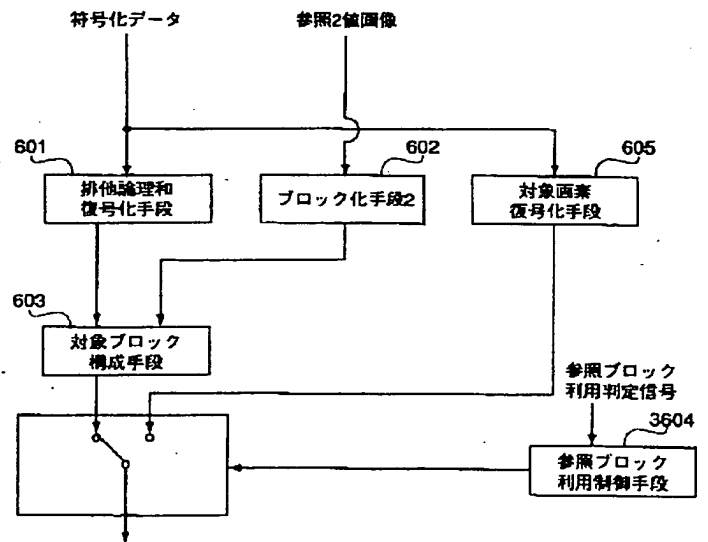 符号化データ
参照2値画像
601
排他論理和
復号化手段
602
ブロック化手段2
605
対象画素
復号化手段
603
対象ブロック
構成手段
参照ブロック
利用判定信号
3604
参照ブロック
利用制御手段